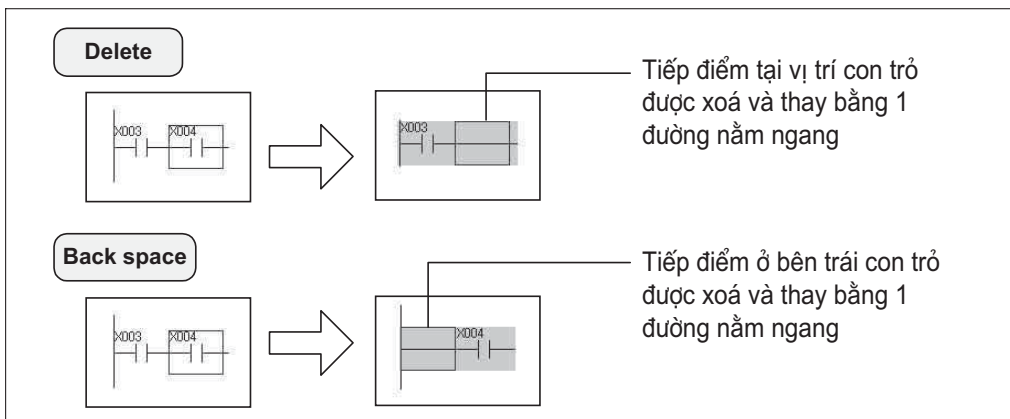 Delete
X003 X004
X003
Tiếp điểm tại vị trí con trỏ
được xoá và thay bằng 1
đường nằm ngang
Back space
X003 X004
X004
Tiếp điểm ở bên trái con trỏ
được xoá và thay bằng 1
đường nằm ngang